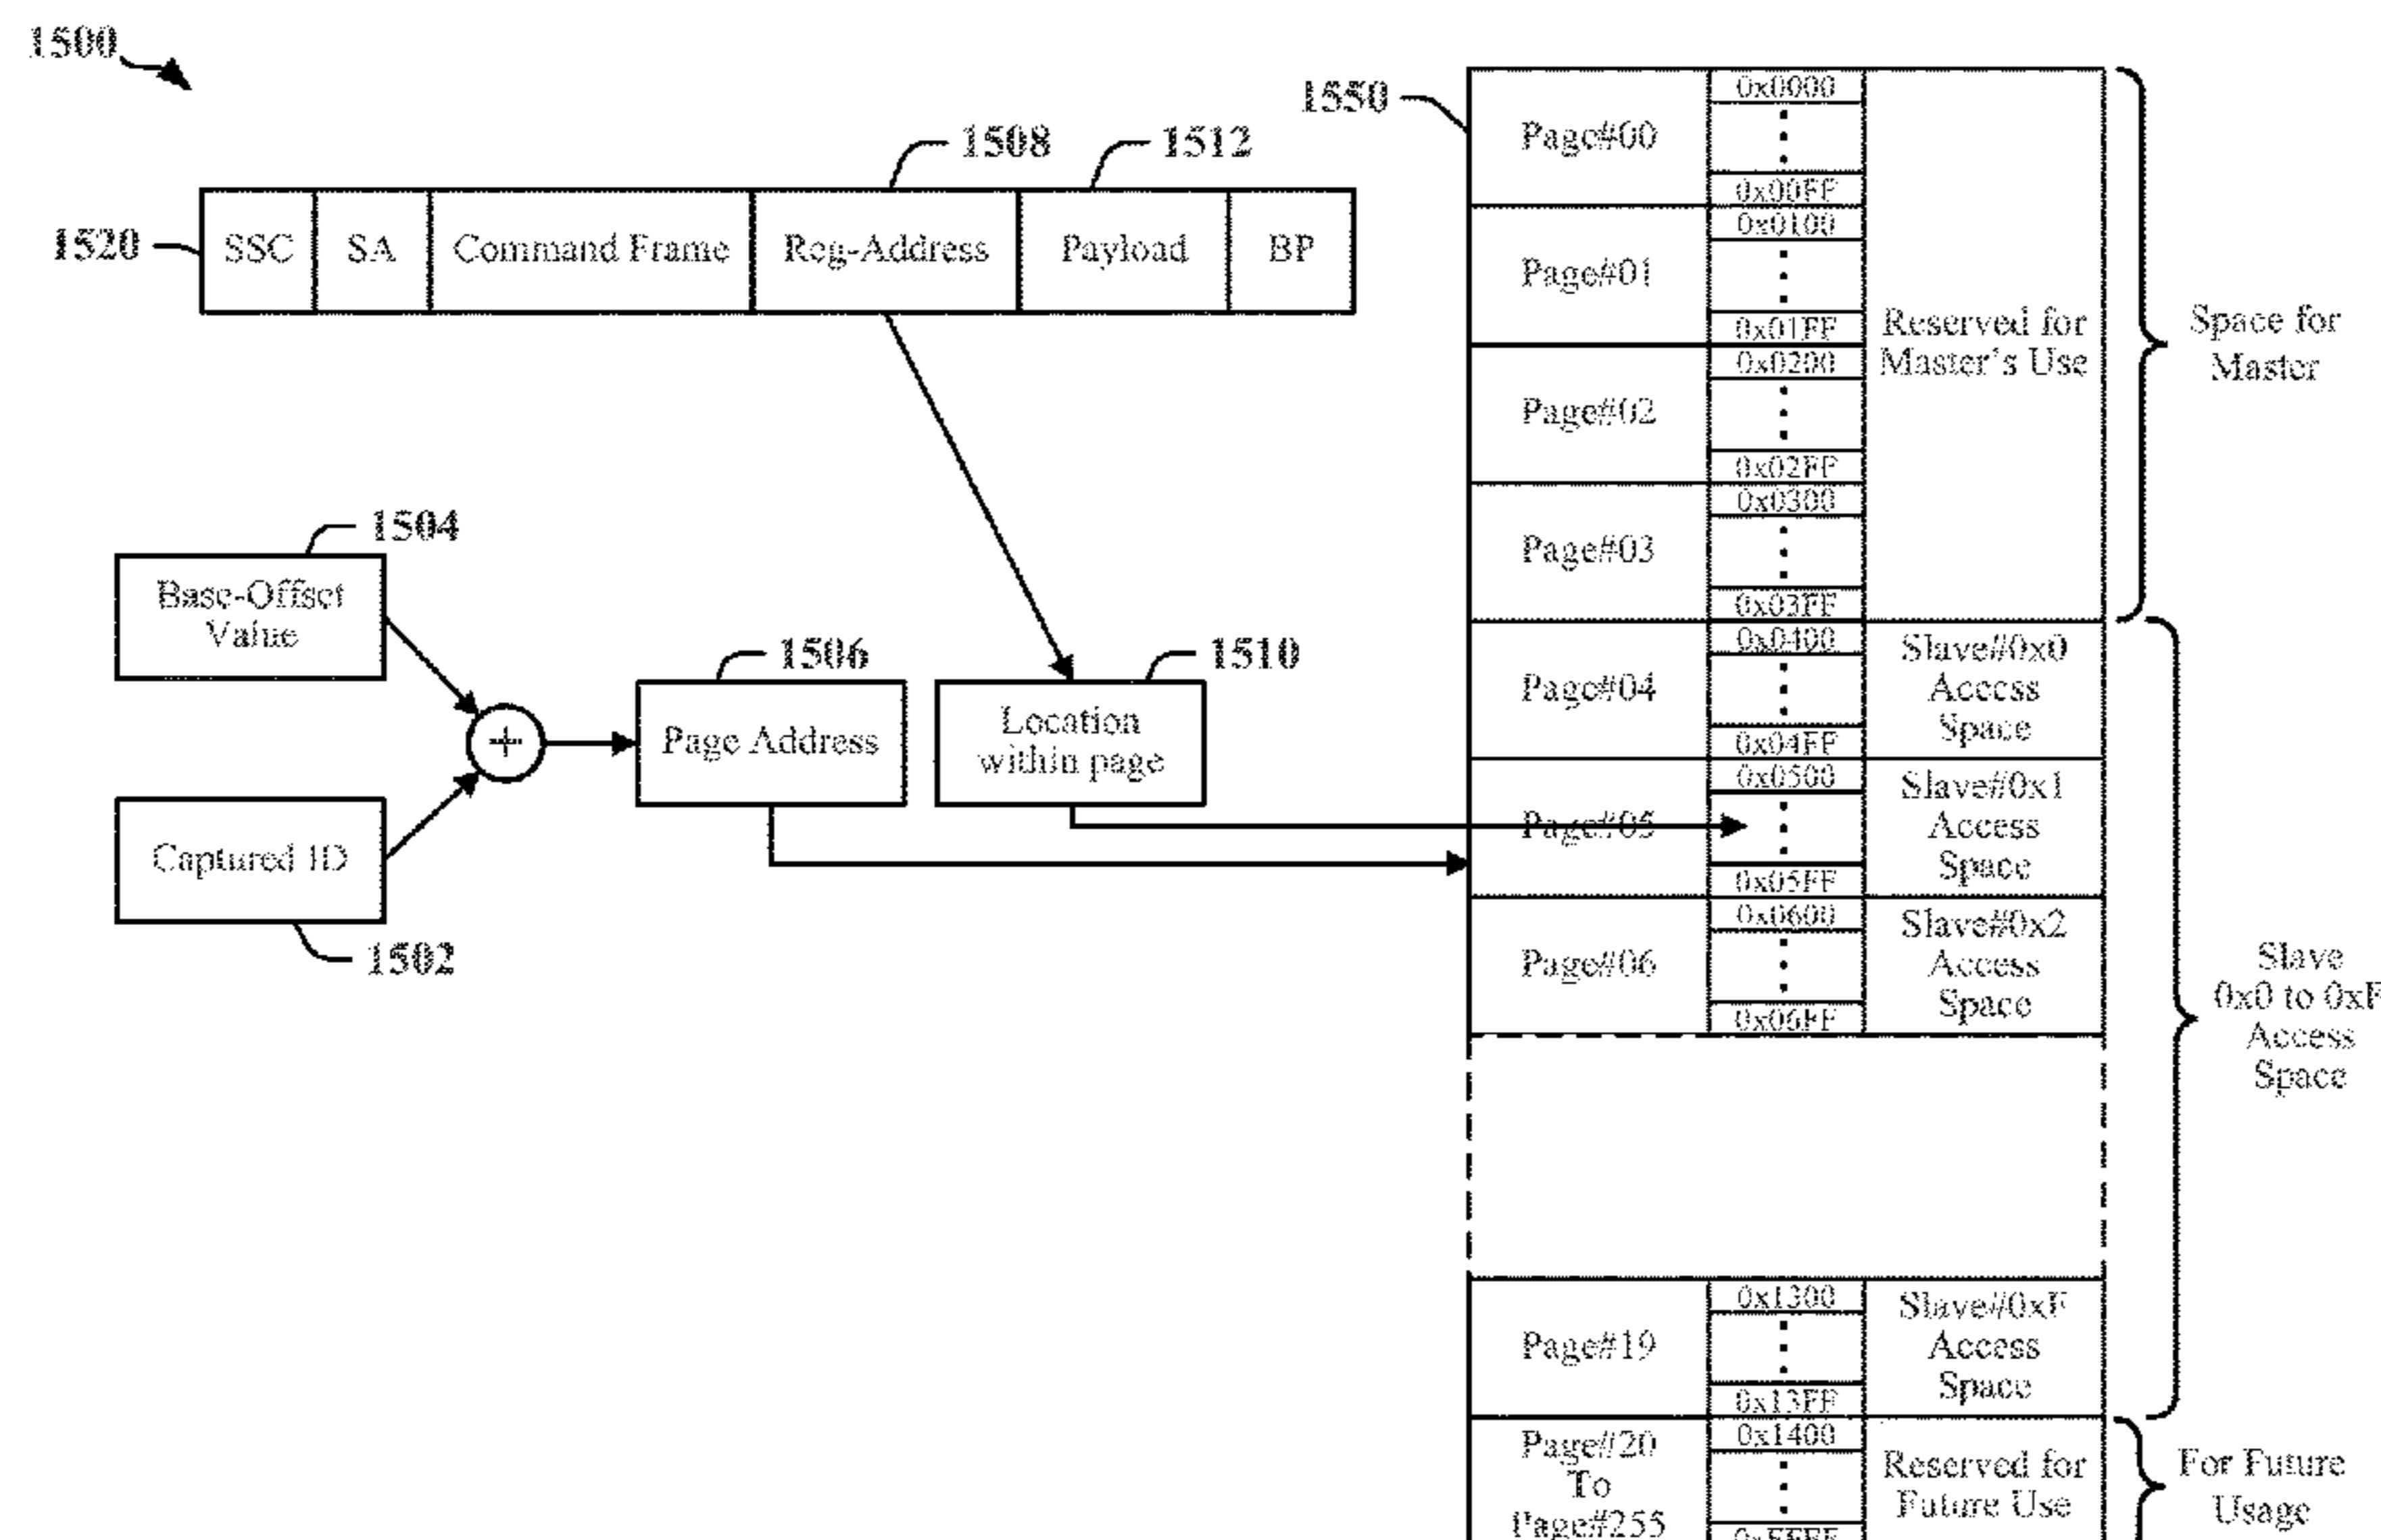 1500
1508
1512
1520
SSC
SA
Command Frame
Reg-Address
Payload
BP
1504
Base-Offset
Value
1506
Page Address
1510
Location
within page
Captured ID
1502
+
1550
Page#00
0x0000
0x00FF
Page#01
0x0100
0x01FF
Page#02
0x0200
0x02FF
Page#03
0x0300
0x03FF
Reserved for
Master's Use
Space for
Master
Page#04
0x0400
0x04FF
Slave#0x0
Access
Space
Page#05
0x0500
0x05FF
Slave#0x1
Access
Space
Page#06
0x0600
0x06FF
Slave#0x2
Access
Space
Slave
0x0 to 0xF
Access
Space
Page#19
0x1300
0x13FF
Slave#0xF
Access
Space
Page#20
To
Page#255
0x1400
0xFFFF
Reserved for
Future Use
For Future
Usage